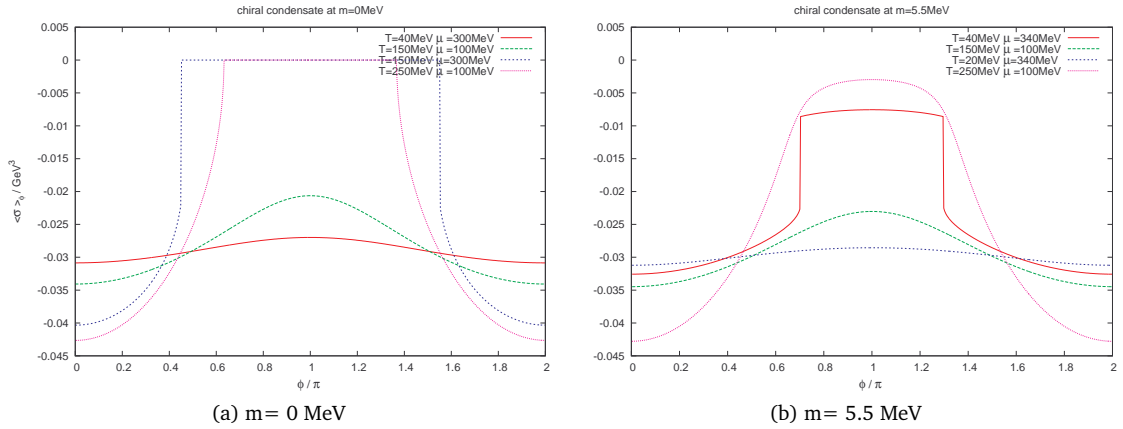 chiral condensate at m=0MeV
0.005
0
-0.005
-0.01
-0.015
-0.02
-0.025
-0.03
-0.035
-0.04
-0.045
<σ>ϕ / GeV³
T=40MeV μ =300MeV
T=150MeV μ =100MeV
T=150MeV μ =300MeV
T=250MeV μ =100MeV
0 0.2 0.4 0.6 0.8 1 1.2 1.4 1.6 1.8 2
ϕ / π
(a) m= 0 MeV
chiral condensate at m=5.5MeV
0.005
0
-0.005
-0.01
-0.015
-0.02
-0.025
-0.03
-0.035
-0.04
-0.045
T=40MeV μ =340MeV
T=150MeV μ =100MeV
T=20MeV μ =340MeV
T=250MeV μ =100MeV
0 0.2 0.4 0.6 0.8 1 1.2 1.4 1.6 1.8 2
ϕ / π
(b) m= 5.5 MeV